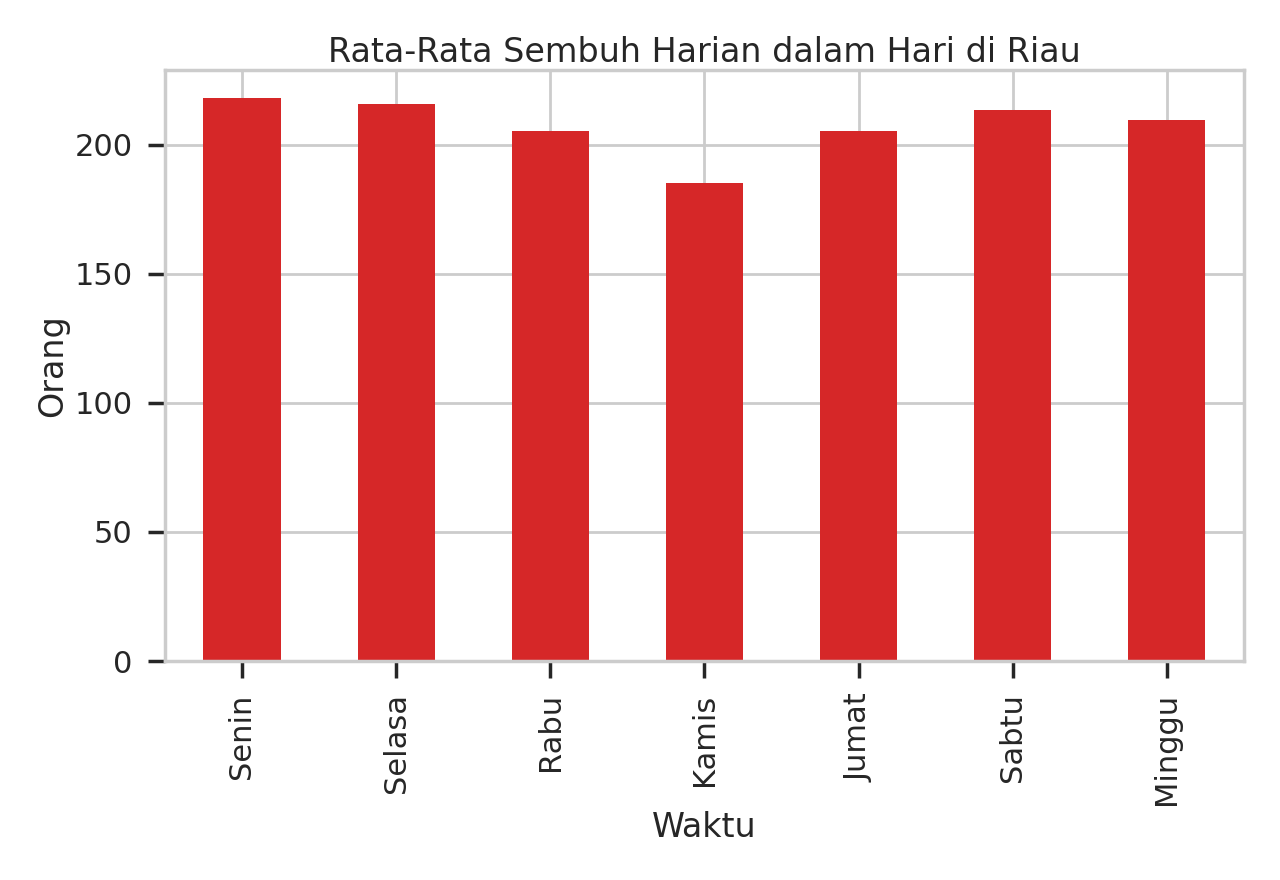 Rata-Rata Sembuh Harian dalam Hari di Riau
200
150
100
50
0
Orang
Senin
Selasa
Rabu
Kamis
Jumat
Sabtu
Minggu
Waktu